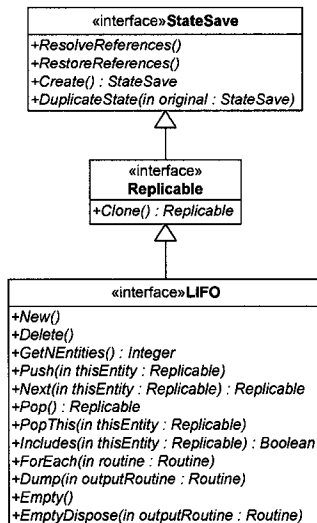 «interface»StateSave
+ResolveReferences()
+RestoreReferences()
+Create() : StateSave
+DuplicateState(in original : StateSave)
«interface»
Replicable
+Clone() : Replicable
«interface»LIFO
+New()
+Delete()
+GetNEntities() : Integer
+Push(in thisEntity : Replicable)
+Next(in thisEntity : Replicable) : Replicable
+Pop() : Replicable
+PopThis(in thisEntity : Replicable)
+Includes(in thisEntity : Replicable) : Boolean
+ForEach(in routine : Routine)
+Dump(in outputRoutine : Routine)
+Empty()
+EmptyDispose(in outputRoutine : Routine)